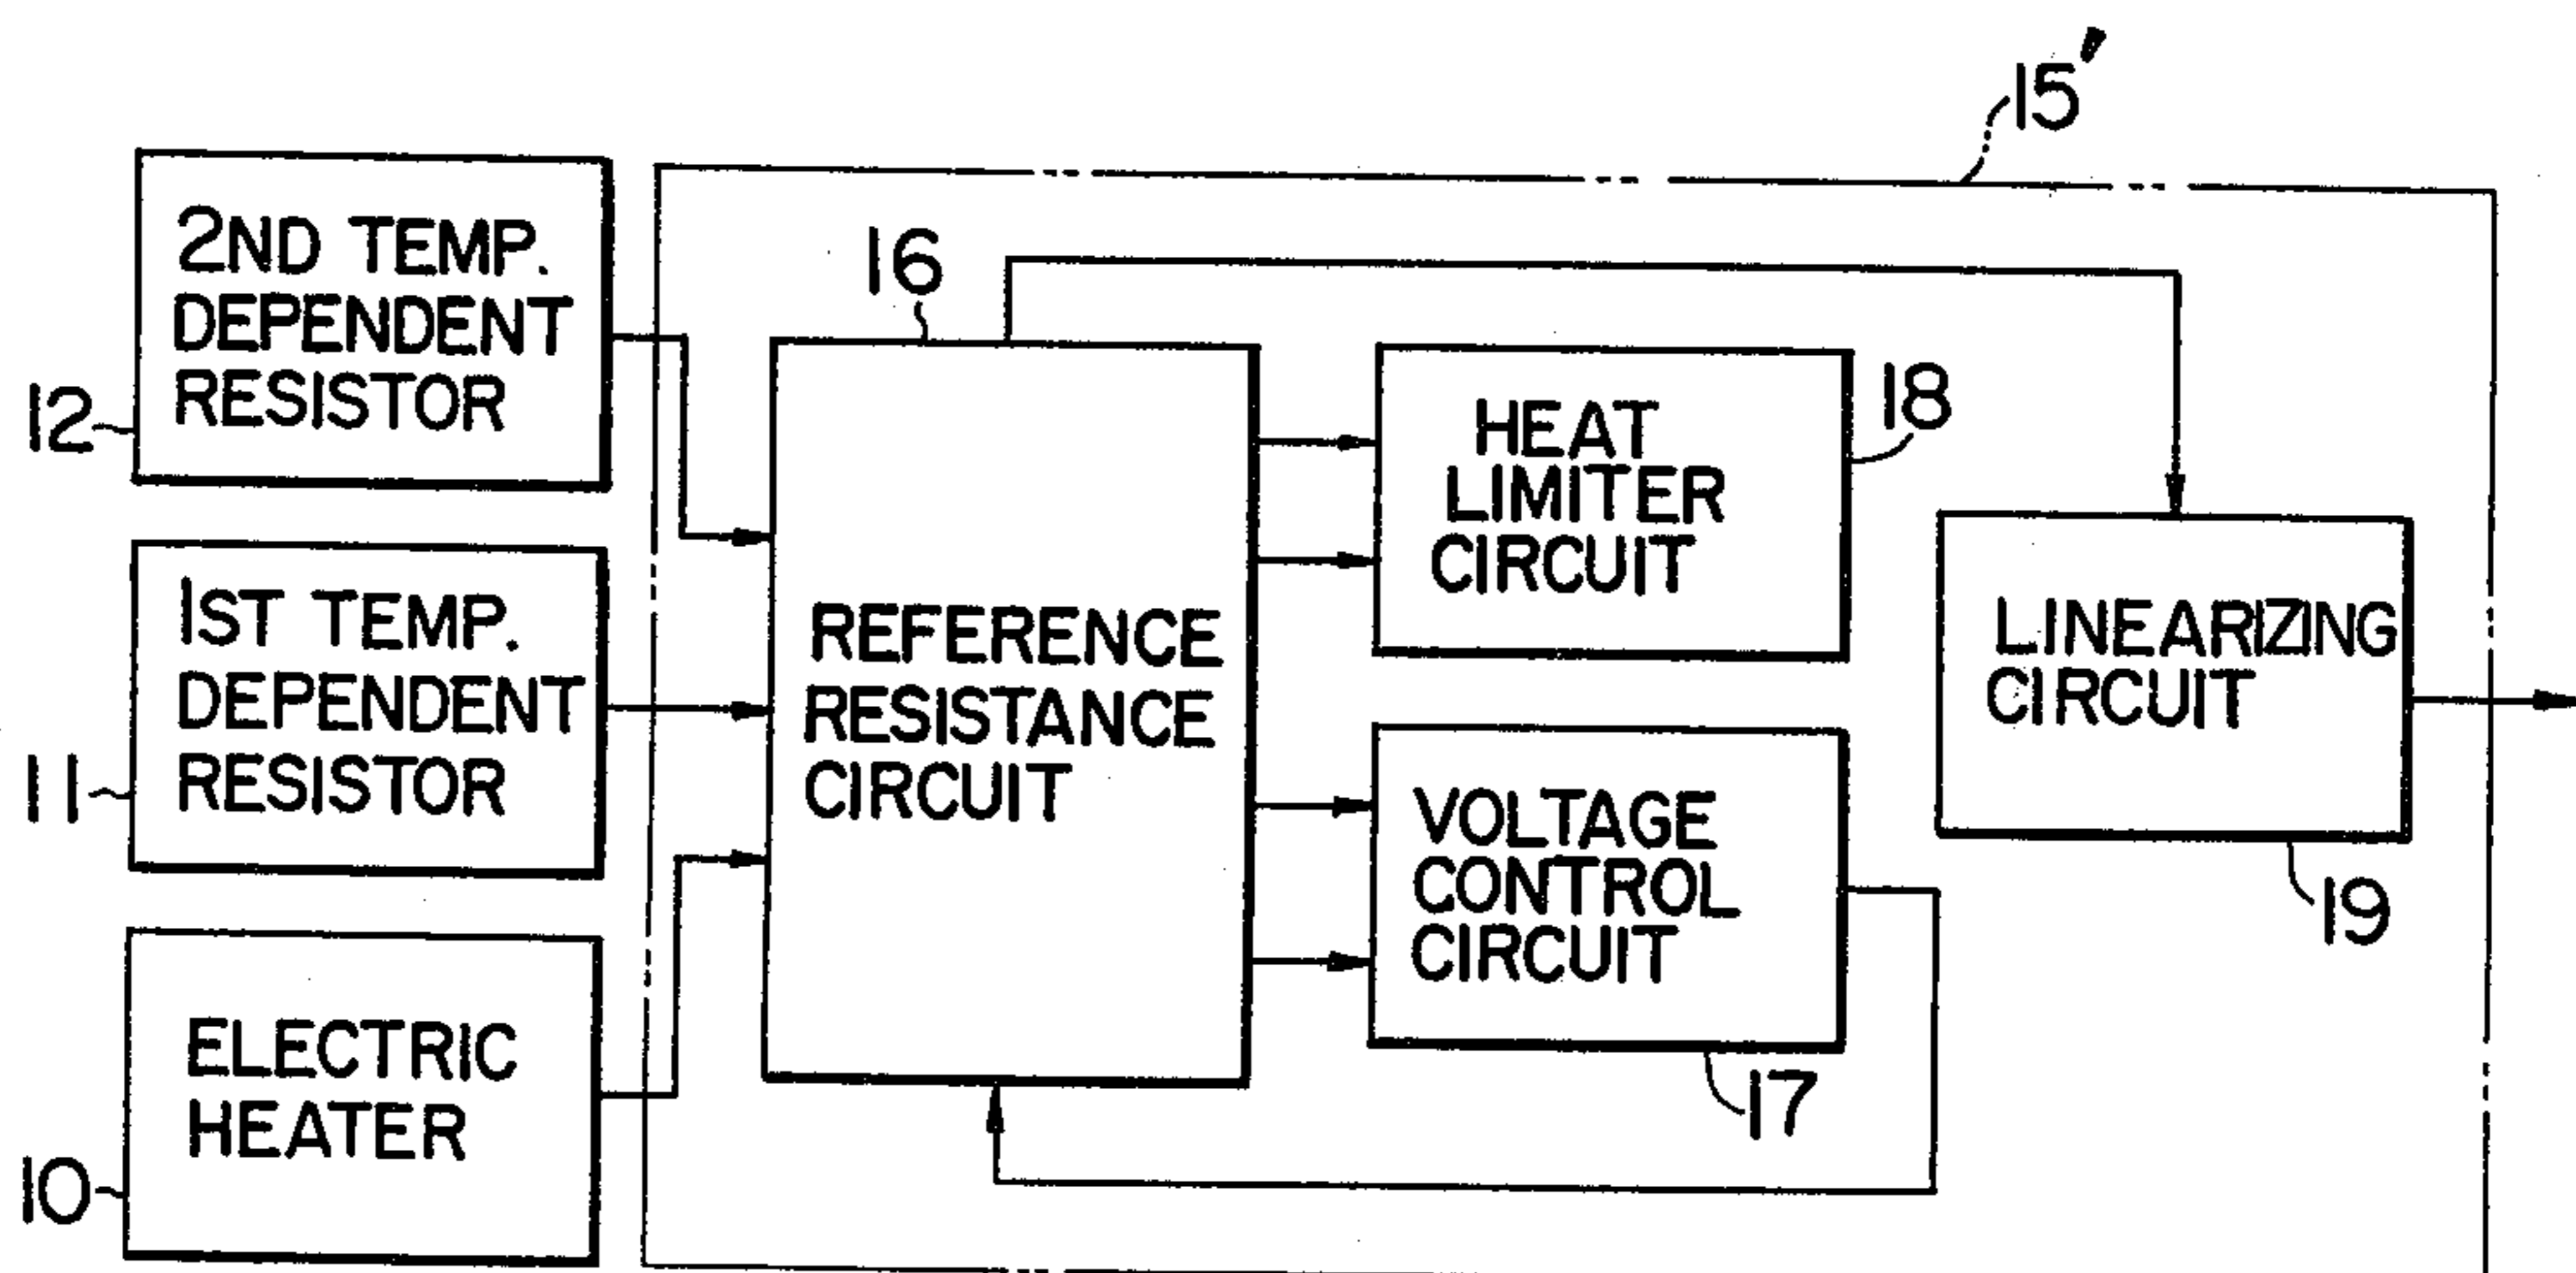 15'
2ND TEMP.
DEPENDENT
RESISTOR
12
1ST TEMP.
DEPENDENT
RESISTOR
11
ELECTRIC
HEATER
10
16
REFERENCE
RESISTANCE
CIRCUIT
HEAT
LIMITER
CIRCUIT
18
VOLTAGE
CONTROL
CIRCUIT
17
LINEARIZING
CIRCUIT
19